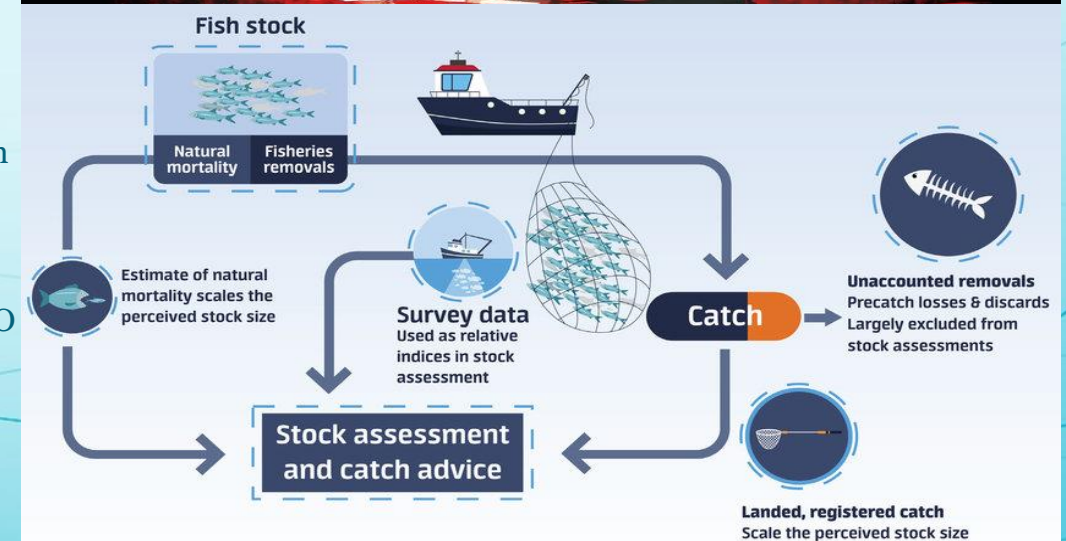 Fish stock
Natural
mortality
Fisheries
removals
Estimate of natural
mortality scales the
perceived stock size
Survey data
Used as relative
indices in stock
assessment
Catch
Unaccounted removals
Precatch losses & discards
Largely excluded from
stock assessments
Stock assessment
and catch advice
Landed, registered catch
Scale the perceived stock size